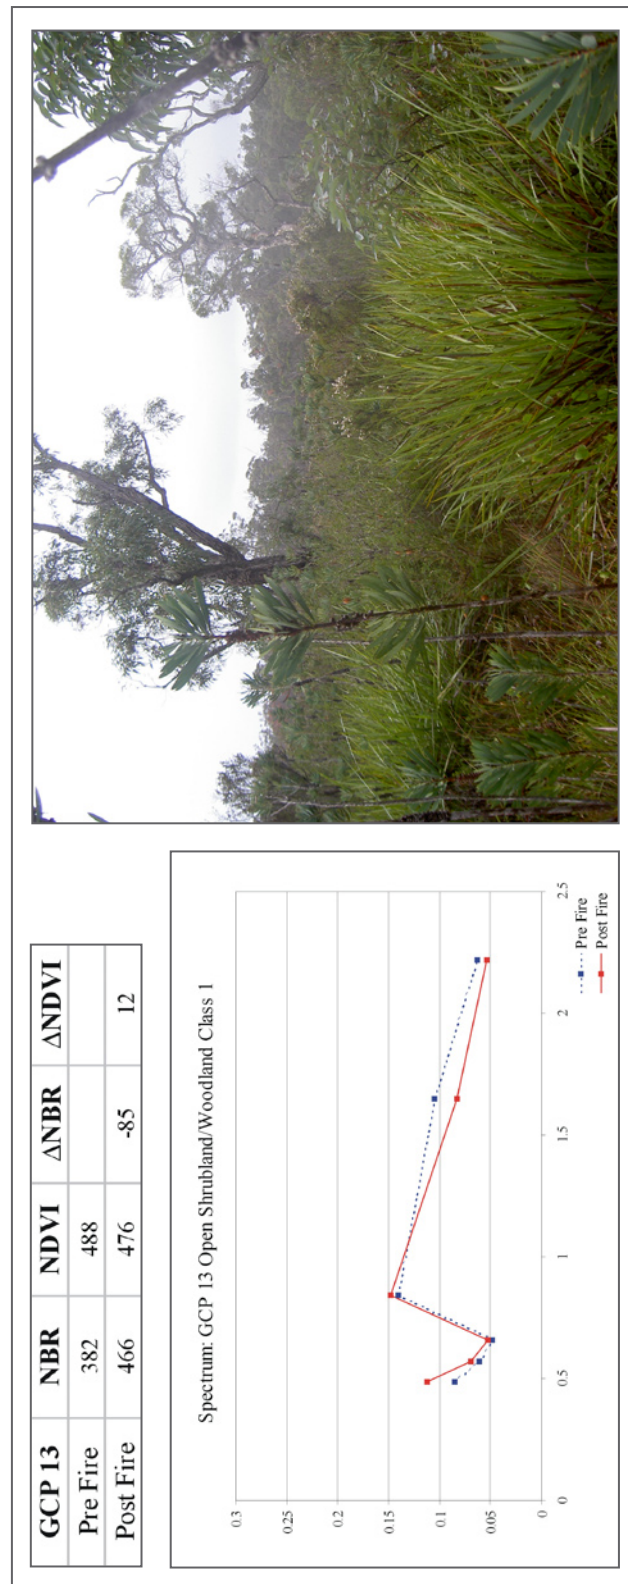 GCP 13 NBR NDVI ΔNBR ΔNDVI
Pre Fire 382 488
Post Fire 466 476 -85 12
Spectrum: GCP 13 Open Shrubland/Woodland Class 1
0.3
0.25
0.2
0.15
0.1
0.05
0
0 0.5 1 1.5 2 2.5
Pre Fire
Post Fire